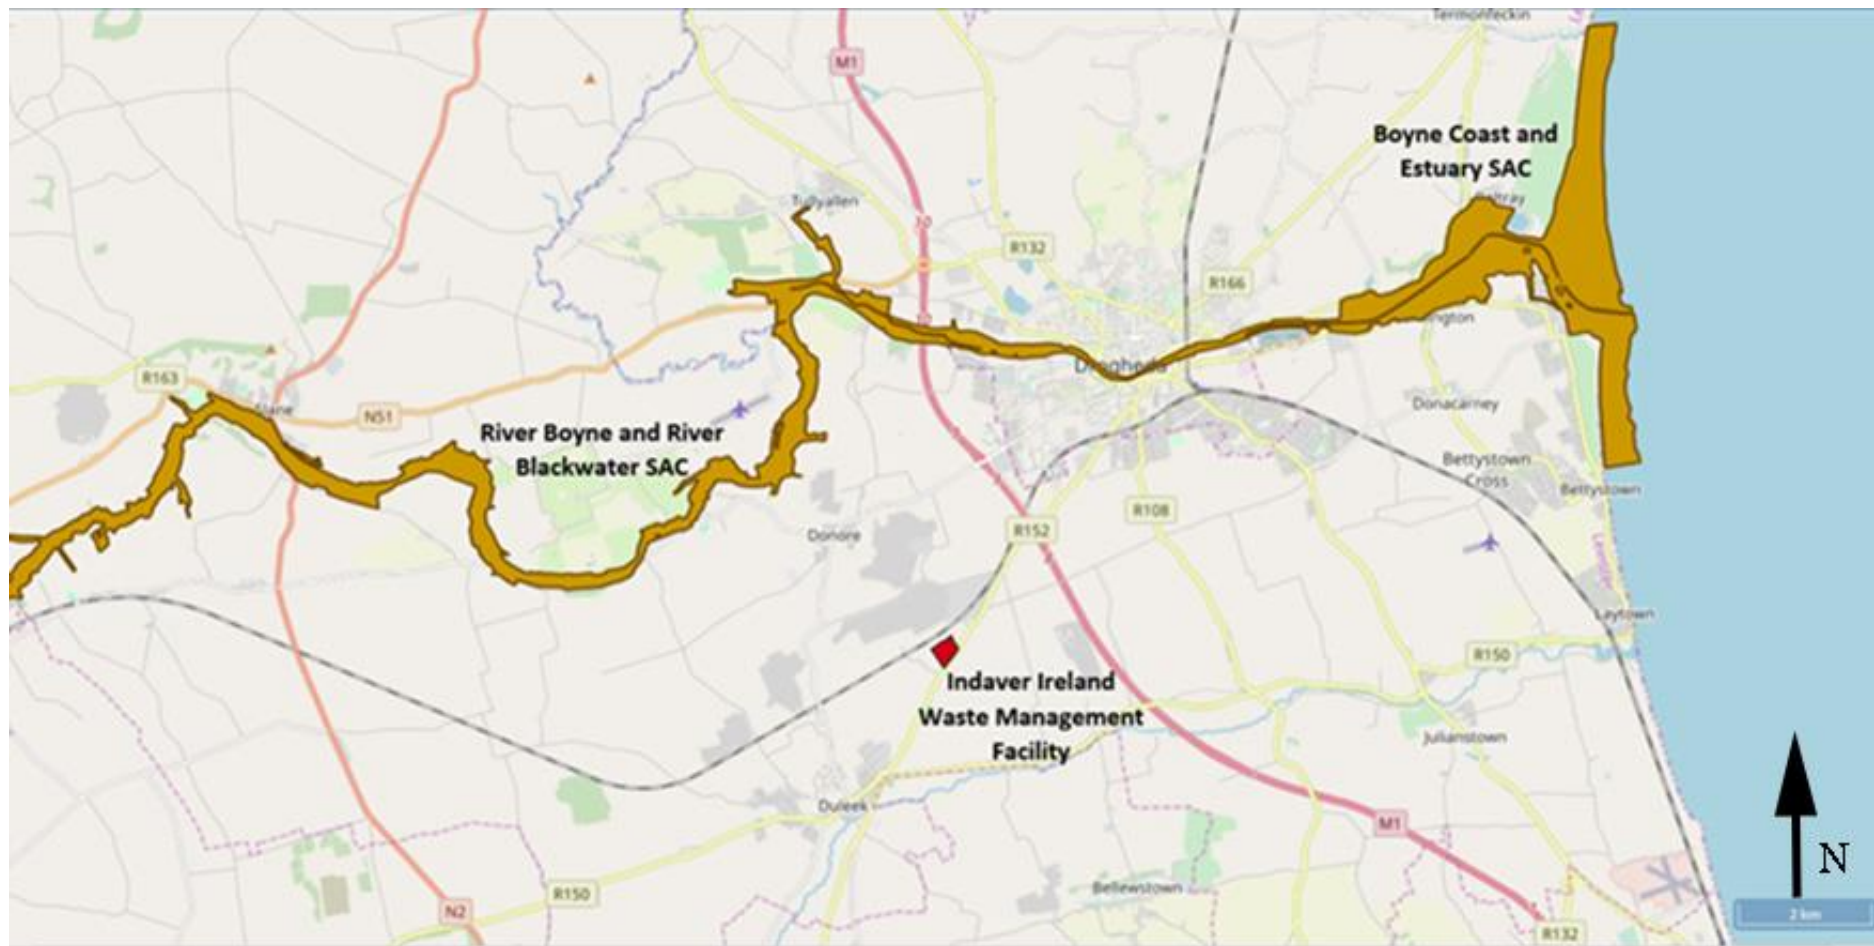 Termonfeckin
M1
Boyne Coast and
Estuary SAC
Tullyallen
10
R132
R166
Drogheda
R163
Slane
N51
Donacarney
River Boyne and River
Blackwater SAC
Bettystown
Cross
Bettystown
R108
R152
Donore
Laytown
R150
Indaver Ireland
Waste Management
Facility
Julianstown
Duleek
M1
R150
Bellewstown
N2
R132
N
2 km